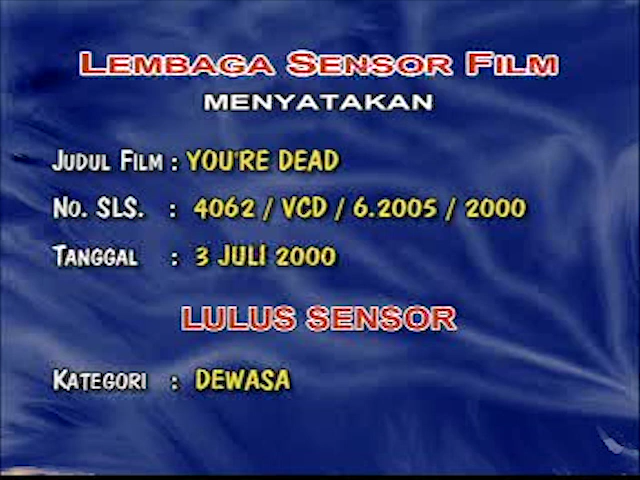 LEMBAGA SENSOR FILM
MENYATAKAN
JUDUL FILM : YOU'RE DEAD
NO. SLS. : 4062 / VCD / 6.2005 / 2000
TANGGAL : 3 JULI 2000
LULUS SENSOR
KATEGORI : DEWASA